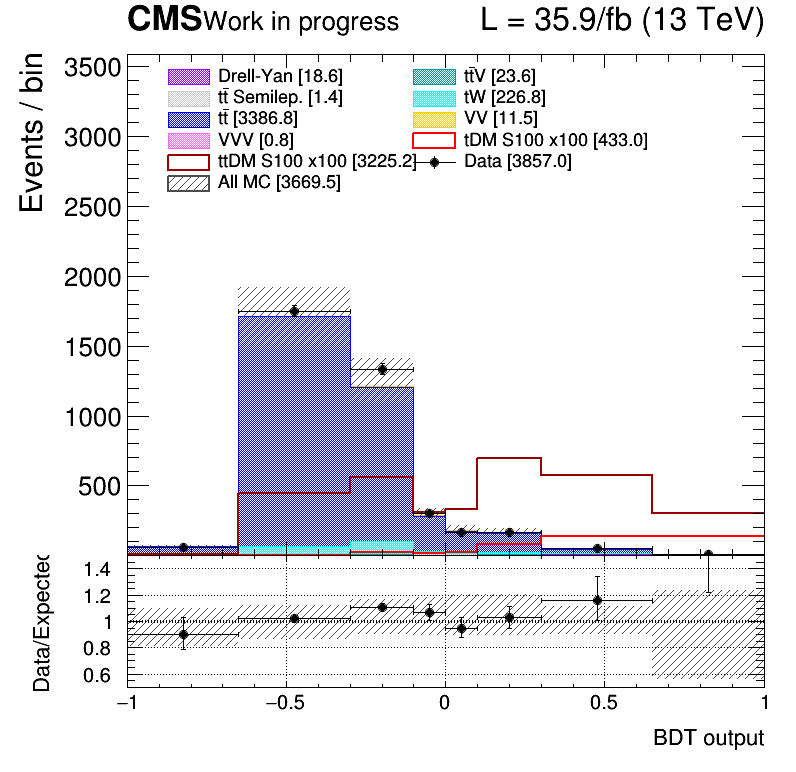 CMS Work in progress L = 35.9/fb (13 TeV)
Events / bin
3500
3000
2500
2000
1500
1000
500
Drell-Yan [18.6] tt̄V [23.6]
tt̄ Semilep. [1.4] tW [226.8]
tt̄ [3386.8] VV [11.5]
VVV [0.8] tDM S100 x100 [433.0]
ttDM S100 x100 [3225.2] Data [3857.0]
All MC [3669.5]
Data/Expected
1.4
1.2
1
0.8
0.6
−1 −0.5 0 0.5 1
BDT output